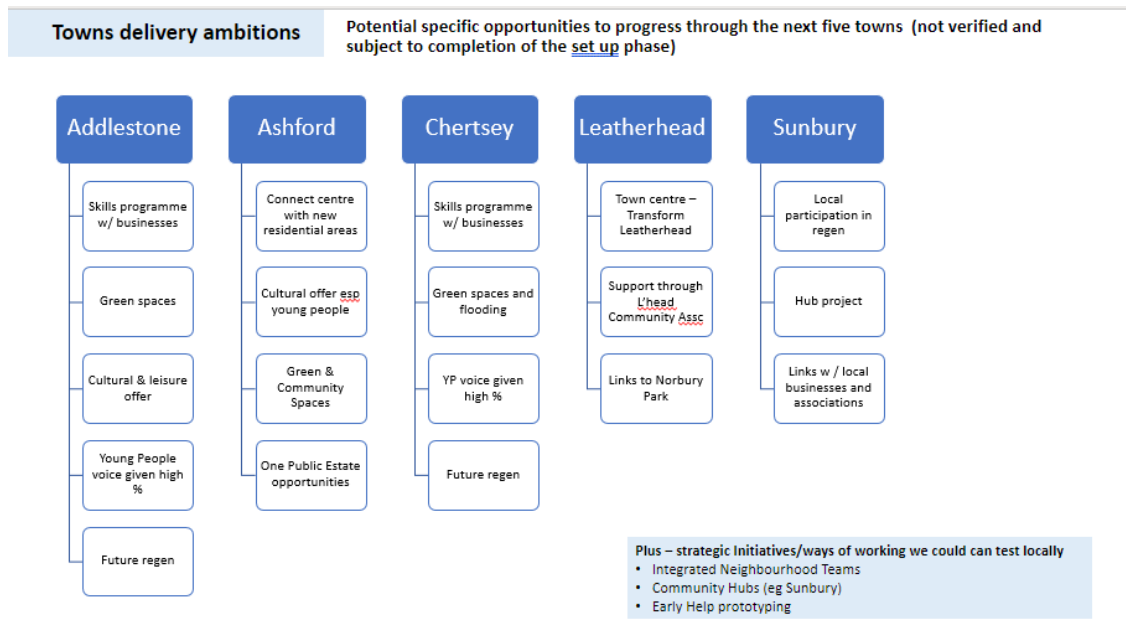 Towns delivery ambitions
Potential specific opportunities to progress through the next five towns (not verified and
subject to completion of the set up phase)
Addlestone
Skills programme
w/ businesses
Green spaces
Cultural & leisure
offer
Young People
voice given high
%
Future regen
Ashford
Connect centre
with new
residential areas
Cultural offer esp
young people
Green &
Community
Spaces
One Public Estate
opportunities
Chertsey
Skills programme
w/ businesses
Green spaces and
flooding
YP voice given
high %
Future regen
Leatherhead
Town centre –
Transform
Leatherhead
Support through
L'head
Community Assc
Links to Norbury
Park
Sunbury
Local
participation in
regen
Hub project
Links w / local
businesses and
associations
Plus – strategic Initiatives/ways of working we could can test locally
• Integrated Neighbourhood Teams
• Community Hubs (eg Sunbury)
• Early Help prototyping